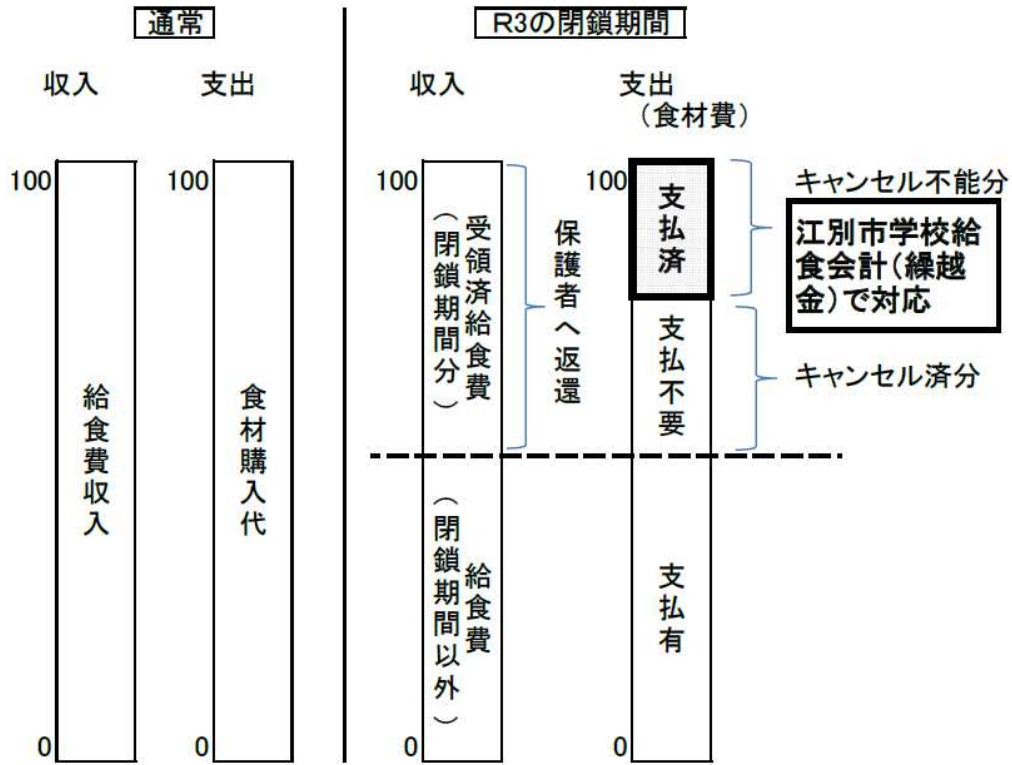 通常
収入
支出
100
給食費収入
0
100
食材購入代
0
R3の閉鎖期間
収入
支出
(食材費)
100
受領済給食費
(閉鎖期間分)
保護者へ返還
給食費
(閉鎖期間以外)
0
100
支払済
支払不要
支払有
0
キャンセル不能分
江別市学校給
食会計(繰越
金)で対応
キャンセル済分